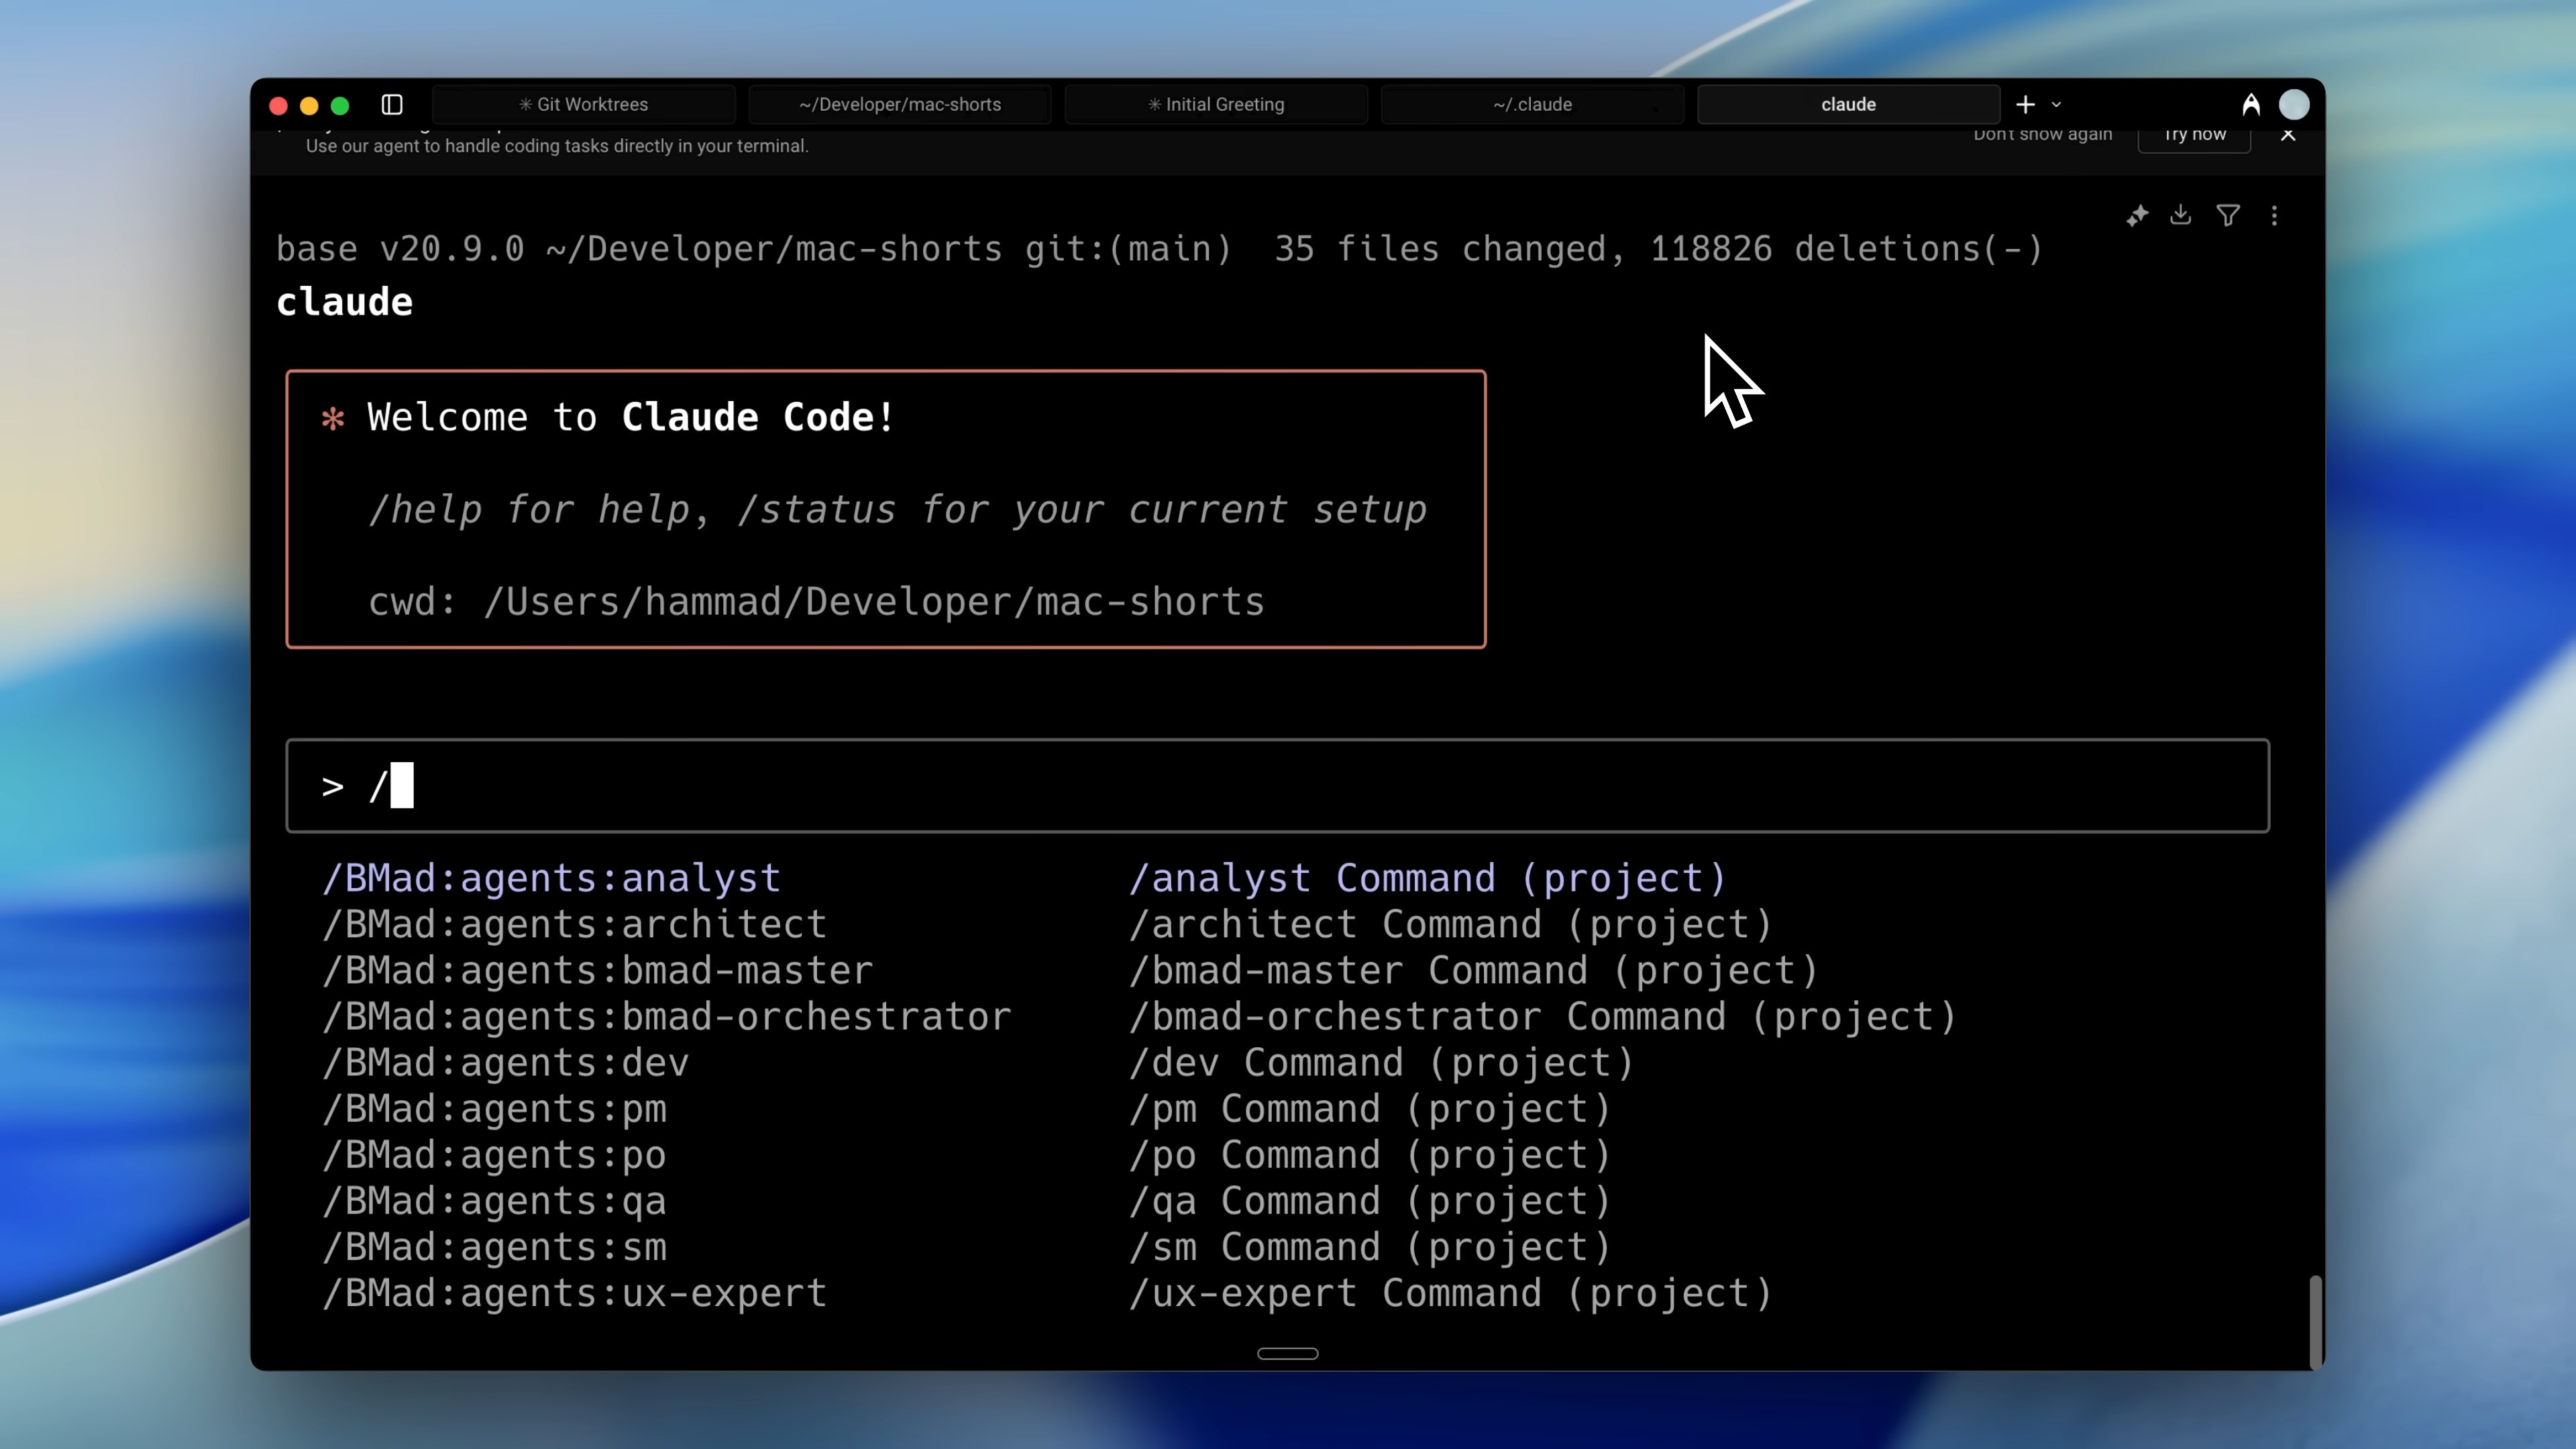 ✳ Git Worktrees
~/Developer/mac-shorts
✳ Initial Greeting
~/.claude
claude
Use our agent to handle coding tasks directly in your terminal.
Don't show again
Try now
base v20.9.0 ~/Developer/mac-shorts git:(main)  35 files changed, 118826 deletions(-)
claude
✻ Welcome to Claude Code!
/help for help, /status for your current setup
cwd: /Users/hammad/Developer/mac-shorts
> /
/BMad:agents:analyst /analyst Command (project)
/BMad:agents:architect /architect Command (project)
/BMad:agents:bmad-master /bmad-master Command (project)
/BMad:agents:bmad-orchestrator /bmad-orchestrator Command (project)
/BMad:agents:dev /dev Command (project)
/BMad:agents:pm /pm Command (project)
/BMad:agents:po /po Command (project)
/BMad:agents:qa /qa Command (project)
/BMad:agents:sm /sm Command (project)
/BMad:agents:ux-expert /ux-expert Command (project)